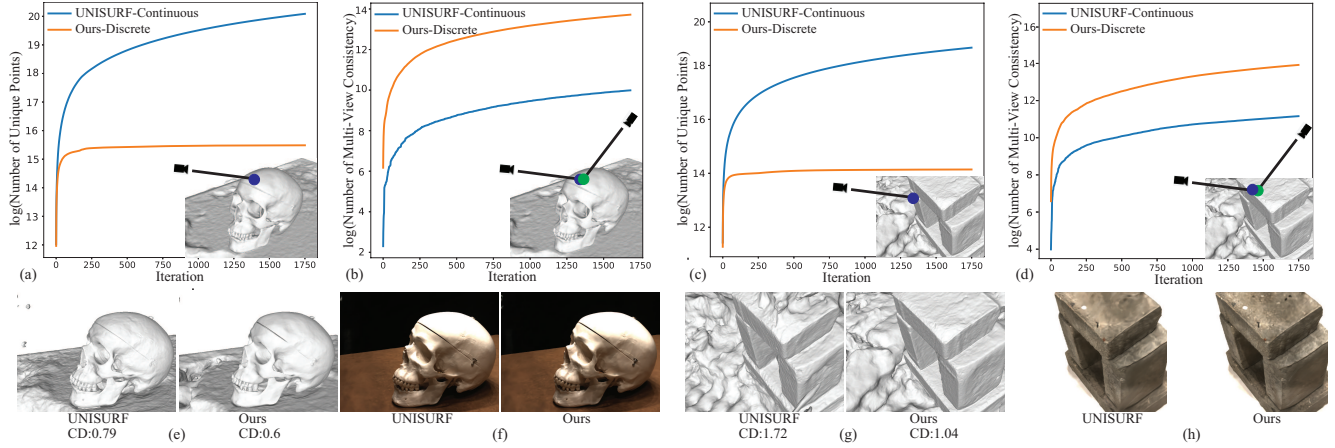 log(Number of Unique Points)
20
19
18
17
16
15
14
13
12
UNISURF-Continuous
Ours-Discrete
0
250
500
750
1000
1250
1500
1750
(a)
Iteration
log(Number of Multi-View Consistency)
14
12
10
8
6
4
2
UNISURF-Continuous
Ours-Discrete
0
250
500
750
1000
1250
1500
1750
(b)
Iteration
log(Number of Unique Points)
20
18
16
14
12
UNISURF-Continuous
Ours-Discrete
0
250
500
750
1000
1250
1500
1750
(c)
Iteration
log(Number of Multi-View Consistency)
16
14
12
10
8
6
4
UNISURF-Continuous
Ours-Discrete
0
250
500
750
1000
1250
1500
1750
(d)
Iteration
UNISURF
CD:0.79
(e)
Ours
CD:0.6
UNISURF
(f)
Ours
UNISURF
CD:1.72
(g)
Ours
CD:1.04
UNISURF
(h)
Ours